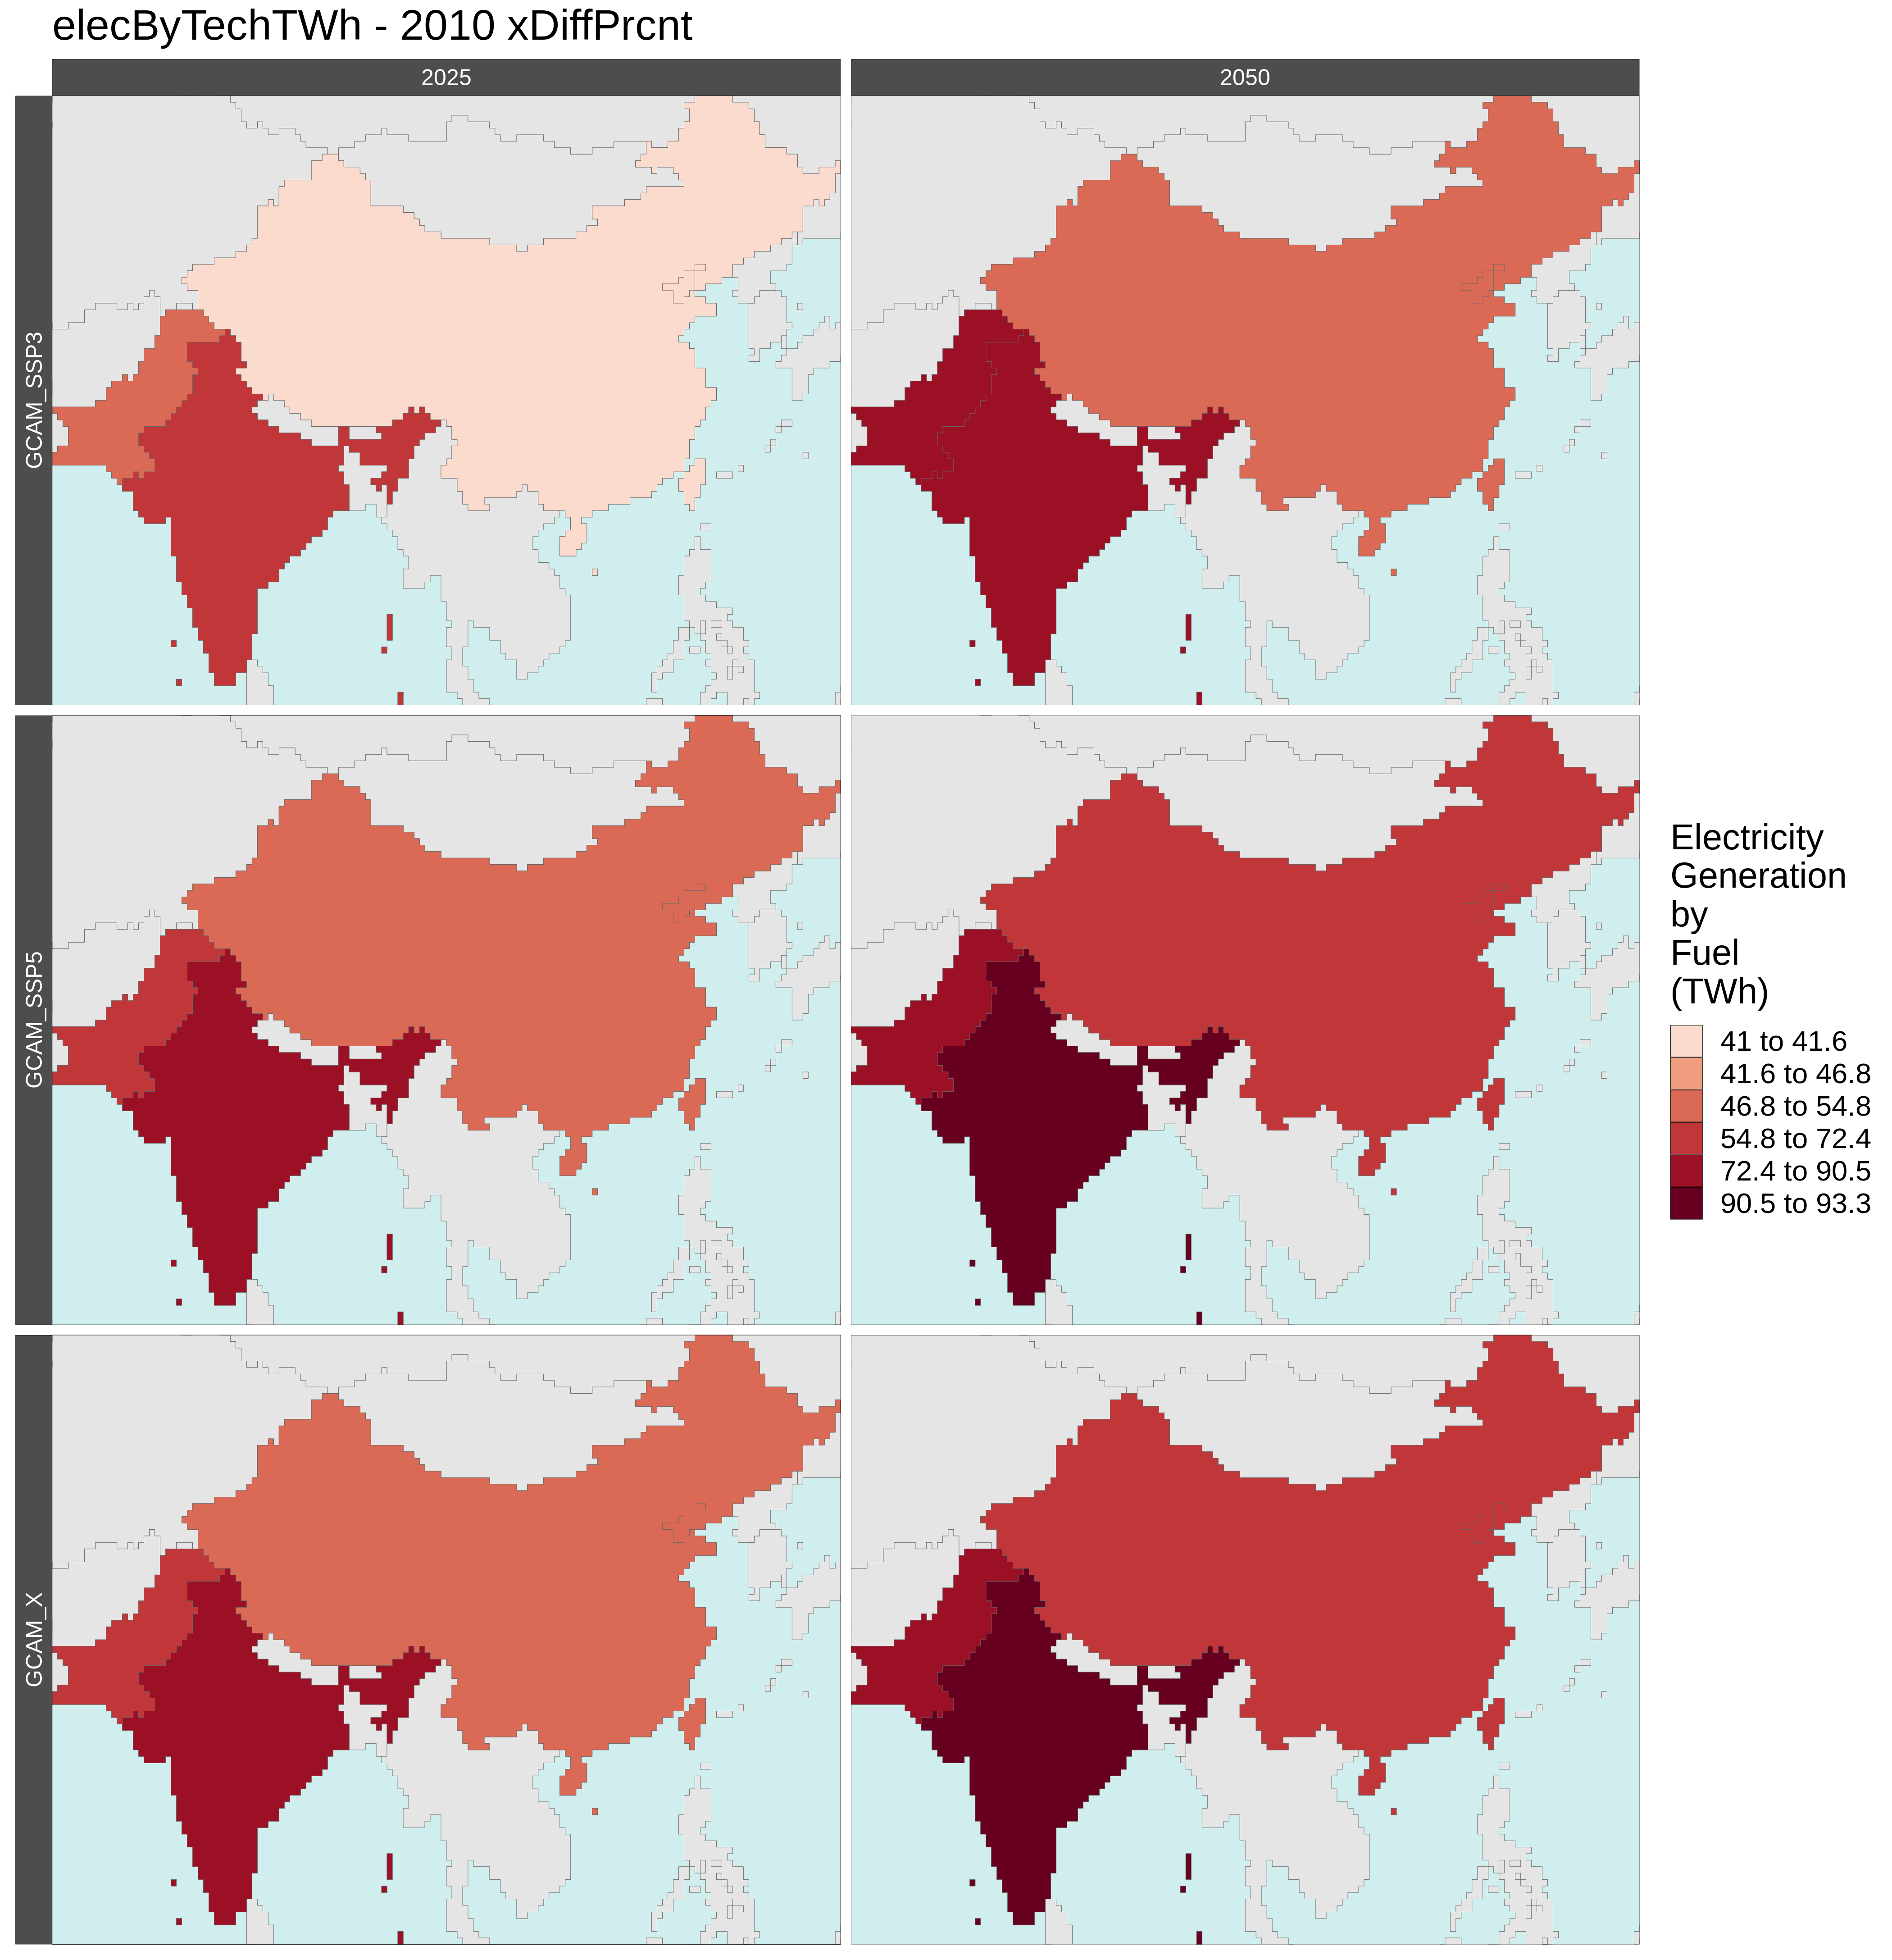 elecByTechTWh - 2010 xDiffPrcnt
2025
2050
GCAM_SSP3
GCAM_SSP5
GCAM_X
Electricity
Generation
by
Fuel
(TWh)
41 to 41.6
41.6 to 46.8
46.8 to 54.8
54.8 to 72.4
72.4 to 90.5
90.5 to 93.3